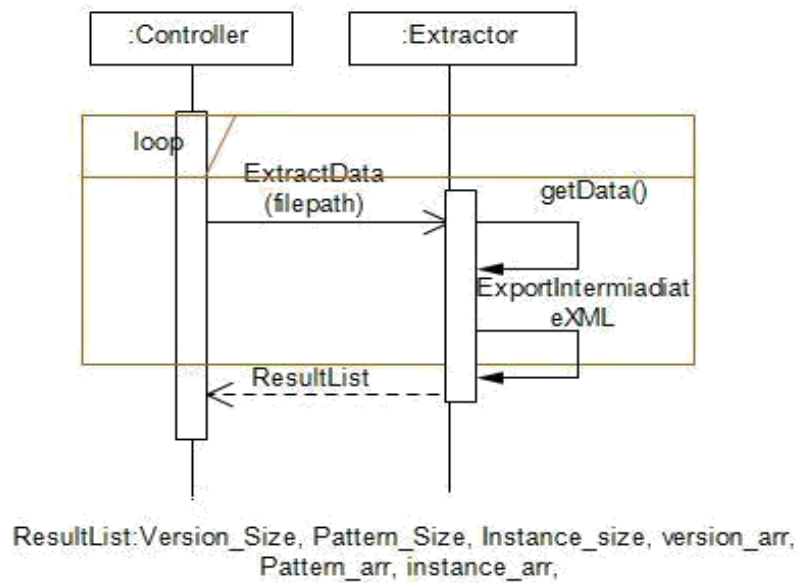 :Controller
:Extractor
loop
ExtractData
(filepath)
getData()
ExportIntermiadiat
eXML
ResultList
ResultList:Version_Size, Pattern_Size, Instance_size, version_arr,
Pattern_arr, instance_arr,